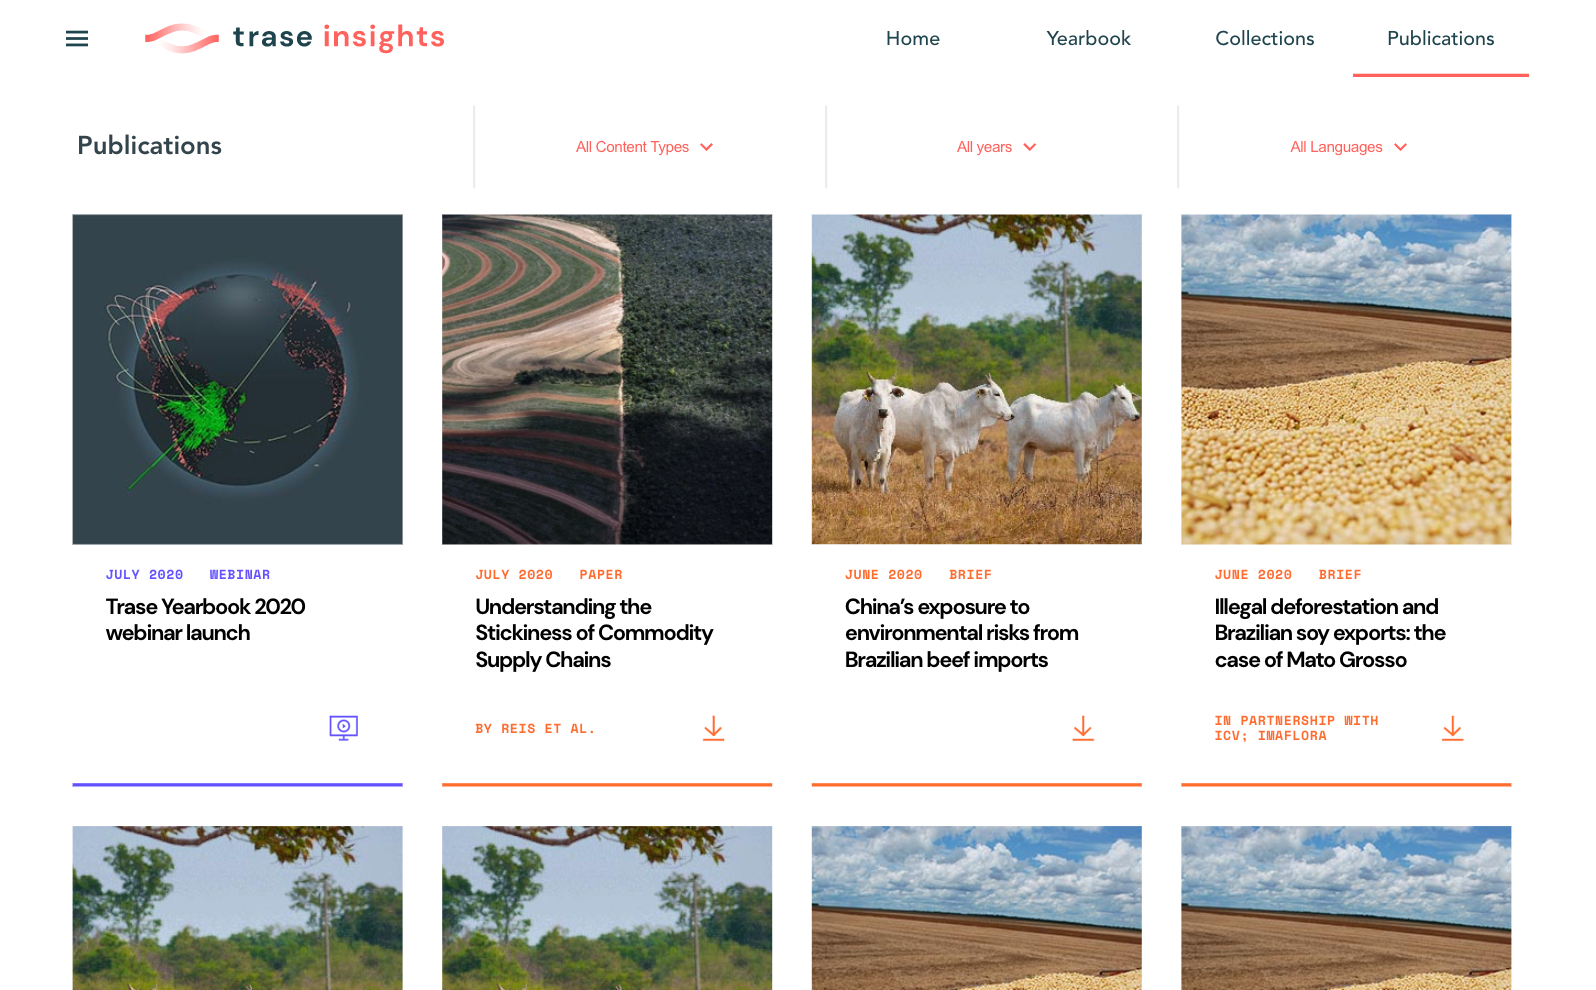 trase insights
Home
Yearbook
Collections
Publications
Publications
All Content Types
All years
All Languages
JULY 2020 WEBINAR
Trase Yearbook 2020
webinar launch
JULY 2020 PAPER
Understanding the
Stickiness of Commodity
Supply Chains
BY REIS ET AL.
JUNE 2020 BRIEF
China’s exposure to
environmental risks from
Brazilian beef imports
JUNE 2020 BRIEF
Illegal deforestation and
Brazilian soy exports: the
case of Mato Grosso
IN PARTNERSHIP WITH
ICV; IMAFLORA